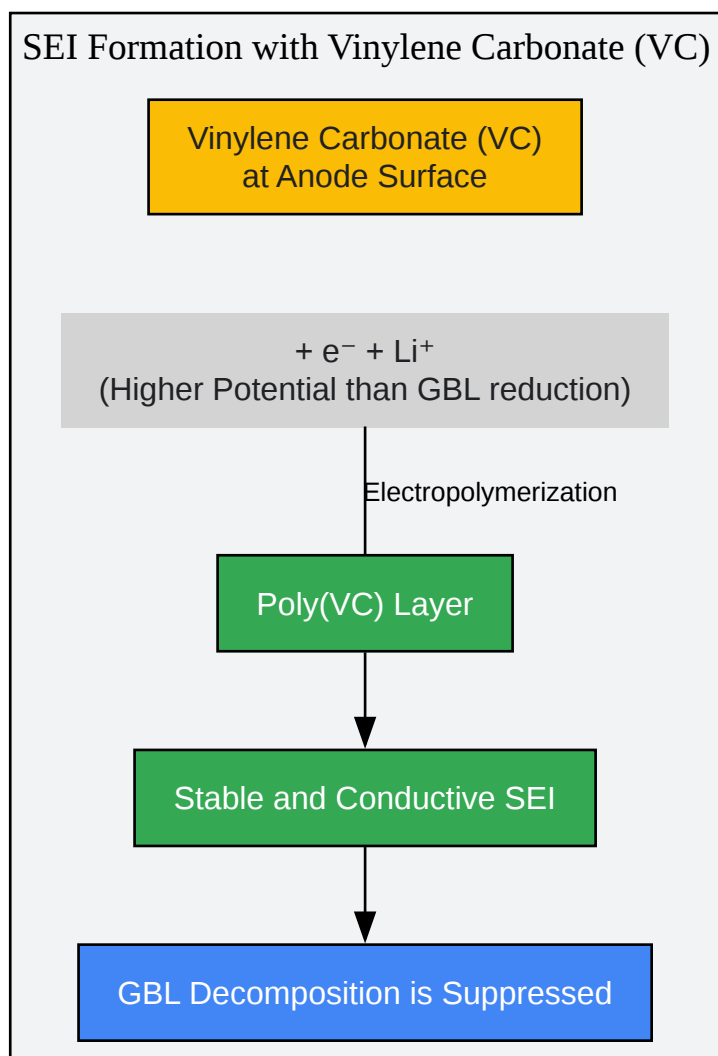 SEI Formation with Vinylene Carbonate (VC)
Vinylene Carbonate (VC)
at Anode Surface
+ e⁻ + Li⁺
(Higher Potential than GBL reduction)
Electropolymerization
Poly(VC) Layer
Stable and Conductive SEI
GBL Decomposition is Suppressed